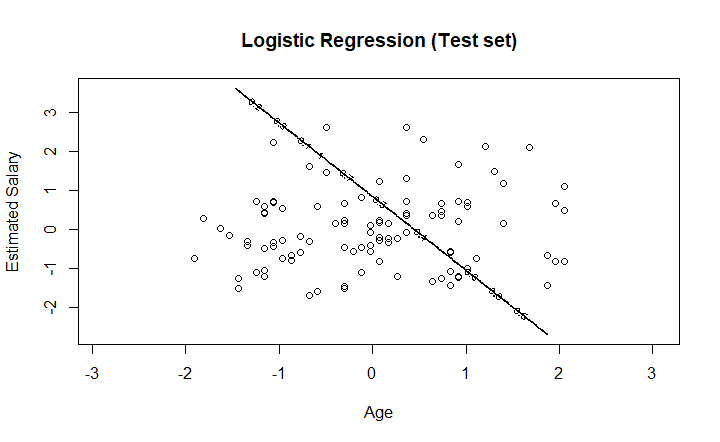 Logistic Regression (Test set)
Estimated Salary
3
2
1
0
-1
-2
-3 -2 -1 0 1 2 3
Age